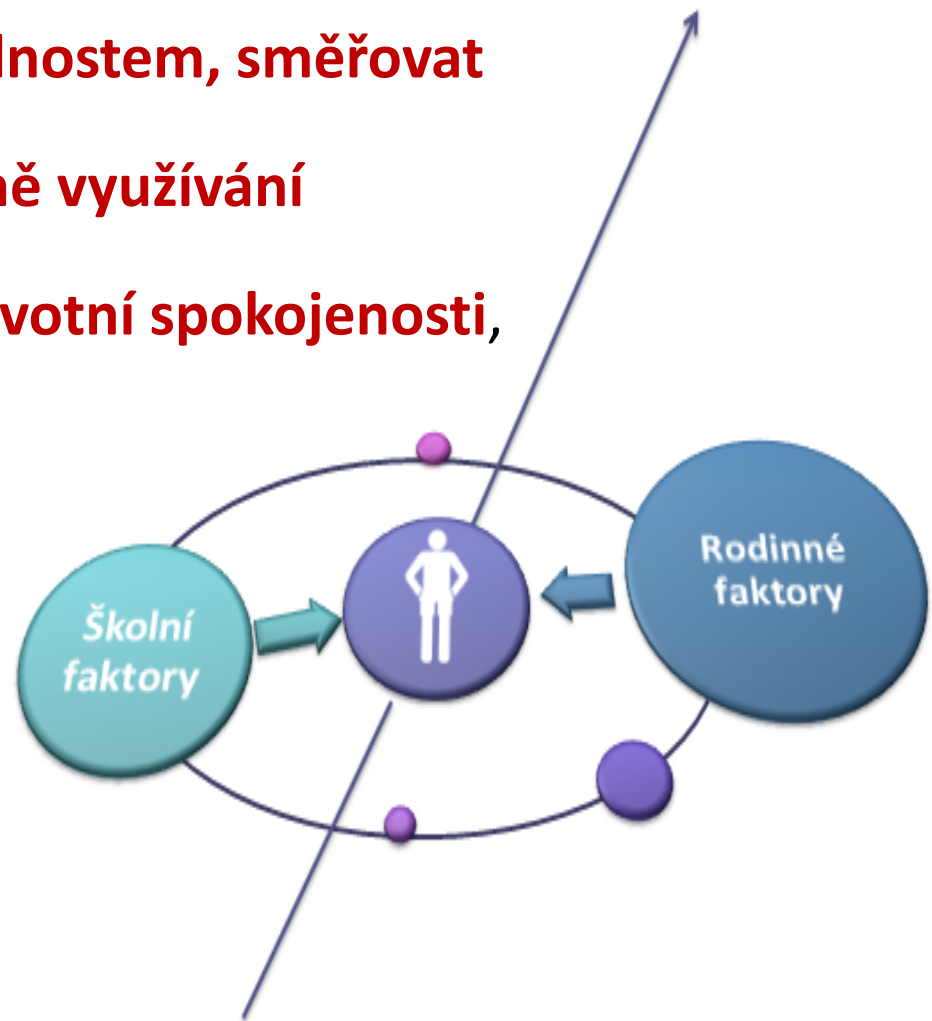 dnostem, směřovat
ně využívání
votní spokojenosti,
Rodinné
faktory
Školní
faktory